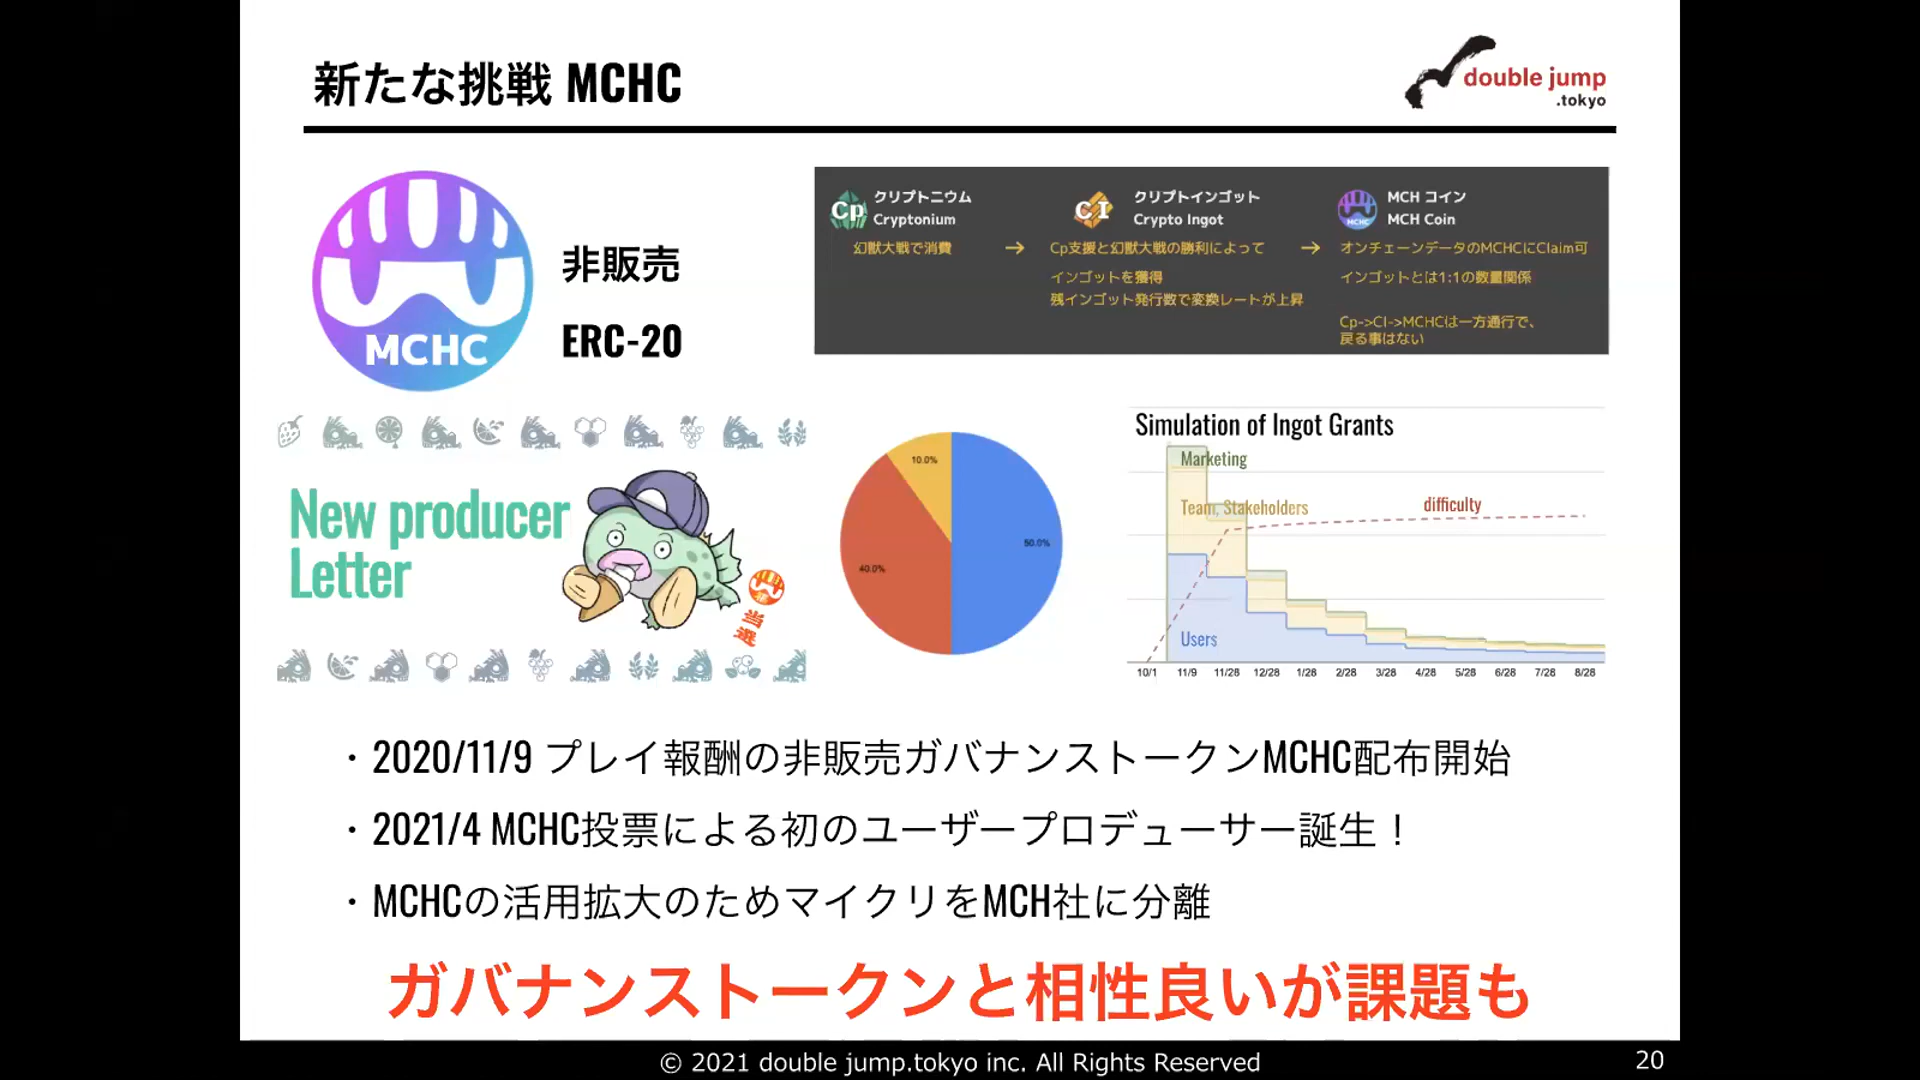 新たな挑戦 MCHC
double jump
.tokyo
MCHC
非販売
ERC-20
Cp
クリプトニウム
Cryptonium
幻獣大戦で消費
→
CI
クリプトインゴット
Crypto Ingot
Cp支援と幻獣大戦の勝利によって
インゴットを獲得
残インゴット発行数で変換レートが上昇
→
MCHC
MCH コイン
MCH Coin
オンチェーンデータのMCHCにClaim可
インゴットとは1:1の数量関係
Cp->CI->MCHCは一方通行で、
戻る事はない
New producer
Letter
当
選
10.0%
50.0%
40.0%
Simulation of Ingot Grants
Marketing
Team, Stakeholders
difficulty
Users
10/1 11/9 11/28 12/28 1/28 2/28 3/28 4/28 5/28 6/28 7/28 8/28
・2020/11/9 プレイ報酬の非販売ガバナンストークンMCHC配布開始
・2021/4 MCHC投票による初のユーザープロデューサー誕生！
・MCHCの活用拡大のためマイクリをMCH社に分離
ガバナンストークンと相性良いが課題も
© 2021 double jump.tokyo inc. All Rights Reserved
20